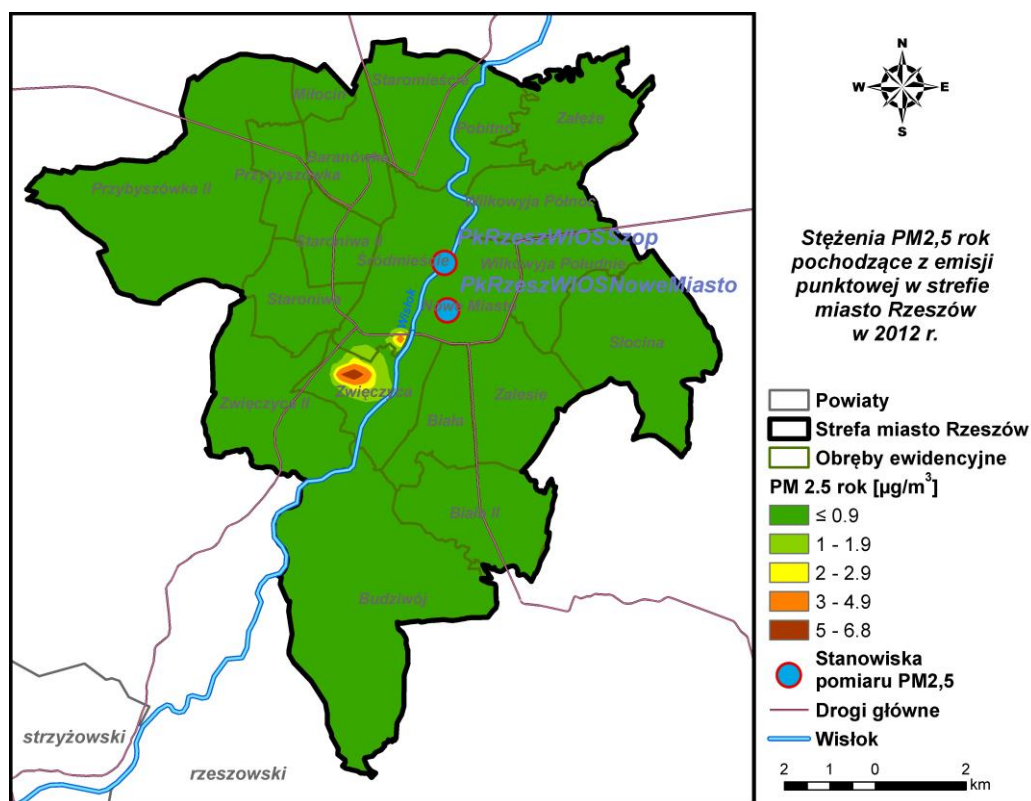 Staromieście
Miłocin
Pobitno
Załęże
Baranówka
Przybyszówka
Przybyszówka II
Wilkowyja Północ
Staroniwa II
PkRzeszWIOSSzop
Śródmieście
Wilkowyja Południe
PkRzeszWIOSNoweMiasto
Staroniwa
Nowe Miasto
Wisłok
Słocina
Zwięczyca
Zalesie
Zwięczyca II
Biała
Biała II
Budziwój
strzyżowski
rzeszowski
N
W
E
S
Stężenia PM2,5 rok
pochodzące z emisji
punktowej w strefie
miasto Rzeszów
w 2012 r.
Powiaty
Strefa miasto Rzeszów
Obręby ewidencyjne
PM 2.5 rok [µg/m³]
≤ 0.9
1 - 1.9
2 - 2.9
3 - 4.9
5 - 6.8
Stanowiska
pomiaru PM2,5
Drogi główne
Wisłok
2 1 0 2
km